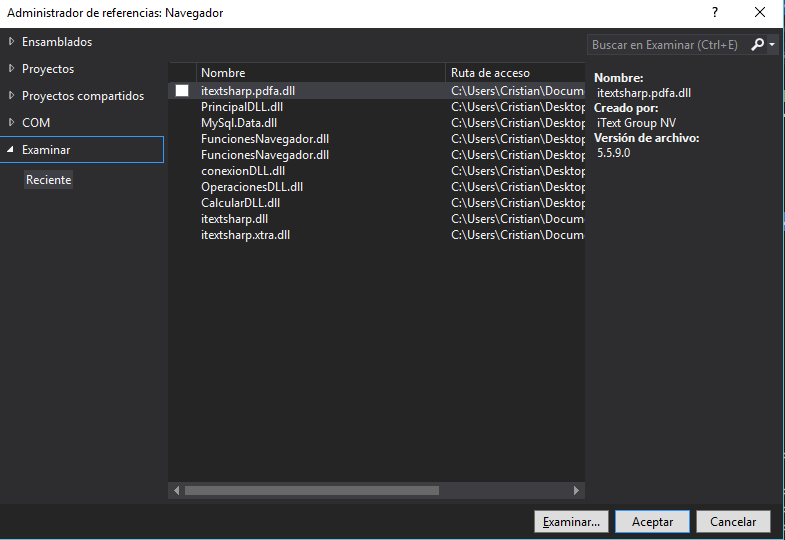 Administrador de referencias: Navegador
?
Ensamblados
Proyectos
Proyectos compartidos
COM
Examinar
Reciente
Nombre Ruta de acceso
itextsharp.pdfa.dll C:\Users\Cristian\Docume
PrincipalDLL.dll C:\Users\Cristian\Desktop
MySql.Data.dll C:\Users\Cristian\Desktop
FuncionesNavegador.dll C:\Users\Cristian\Desktop
FuncionesNavegador.dll C:\Users\Cristian\Desktop
conexionDLL.dll C:\Users\Cristian\Desktop
OperacionesDLL.dll C:\Users\Cristian\Desktop
CalcularDLL.dll C:\Users\Cristian\Desktop
itextsharp.dll C:\Users\Cristian\Docume
itextsharp.xtra.dll C:\Users\Cristian\Docume
Buscar en Examinar (Ctrl+E)
Nombre:
itextsharp.pdfa.dll
Creado por:
iText Group NV
Versión de archivo:
5.5.9.0
Examinar... Aceptar Cancelar